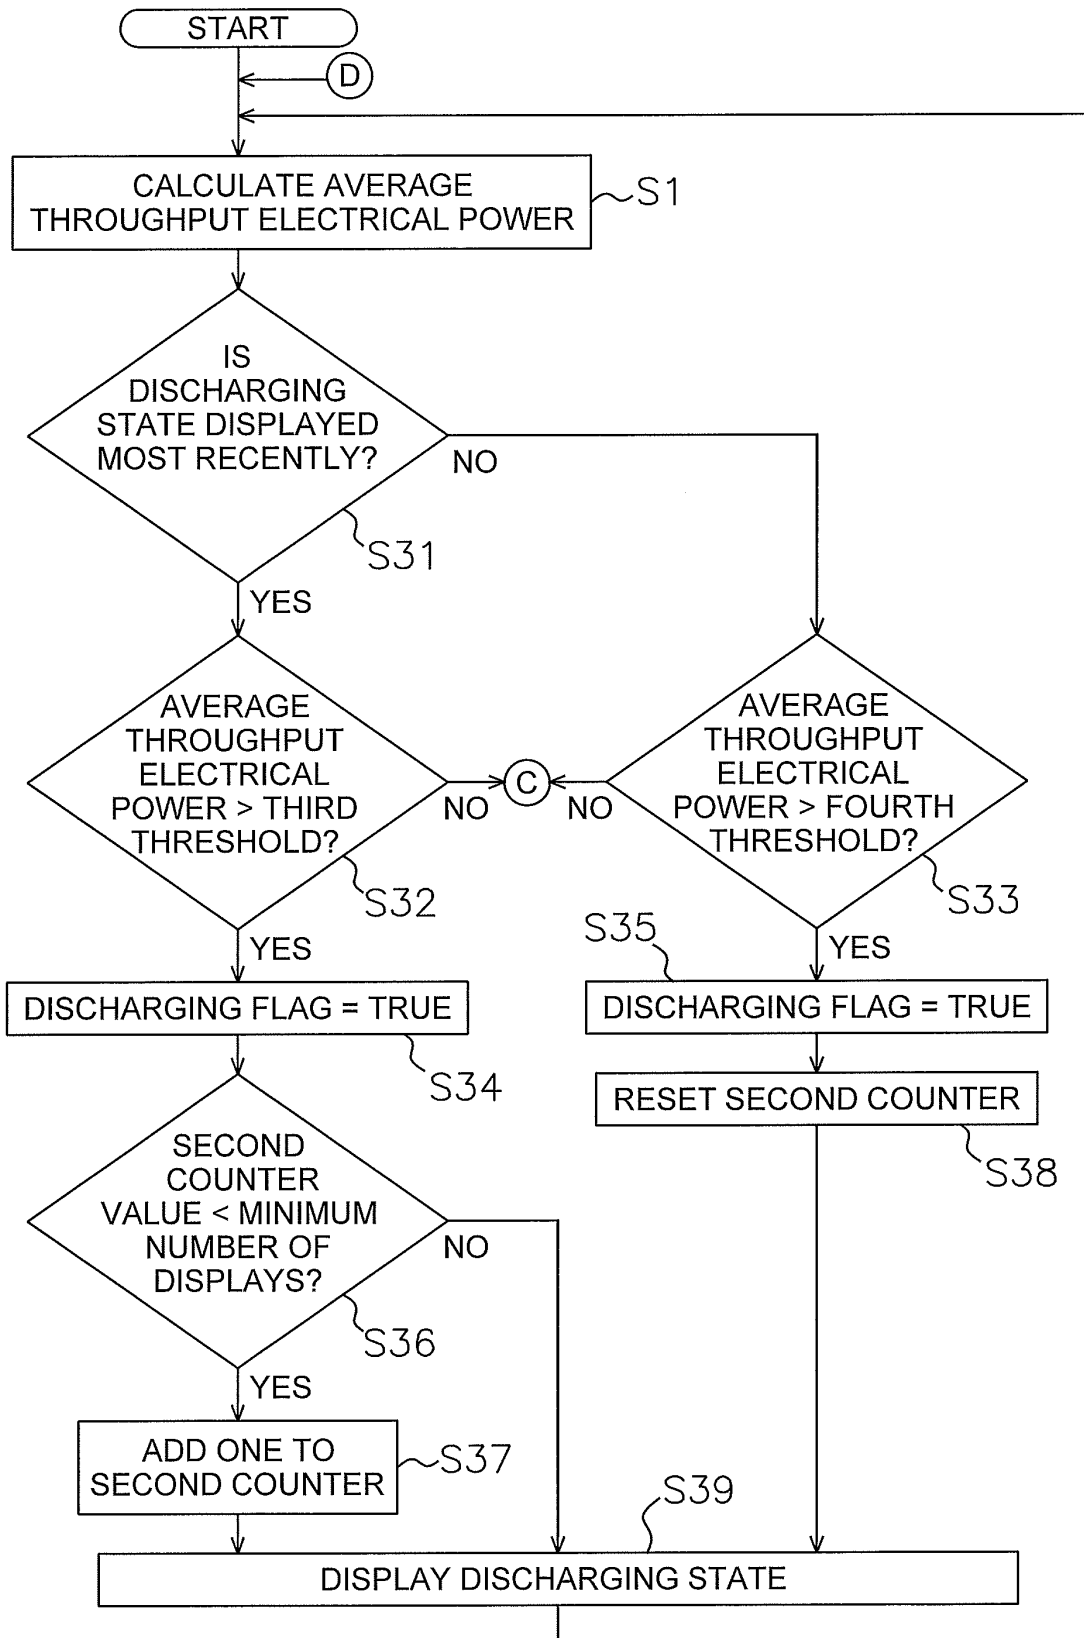 START
D
CALCULATE AVERAGE
THROUGHPUT ELECTRICAL POWER
S1
IS
DISCHARGING
STATE DISPLAYED
MOST RECENTLY?
NO
S31
YES
AVERAGE
THROUGHPUT
ELECTRICAL
POWER > THIRD
THRESHOLD?
NO
C
NO
AVERAGE
THROUGHPUT
ELECTRICAL
POWER > FOURTH
THRESHOLD?
S32
S33
YES
S35
YES
DISCHARGING FLAG = TRUE
DISCHARGING FLAG = TRUE
S34
RESET SECOND COUNTER
S38
SECOND
COUNTER
VALUE < MINIMUM
NUMBER OF
DISPLAYS?
NO
S36
YES
ADD ONE TO
SECOND COUNTER
S37
S39
DISPLAY DISCHARGING STATE